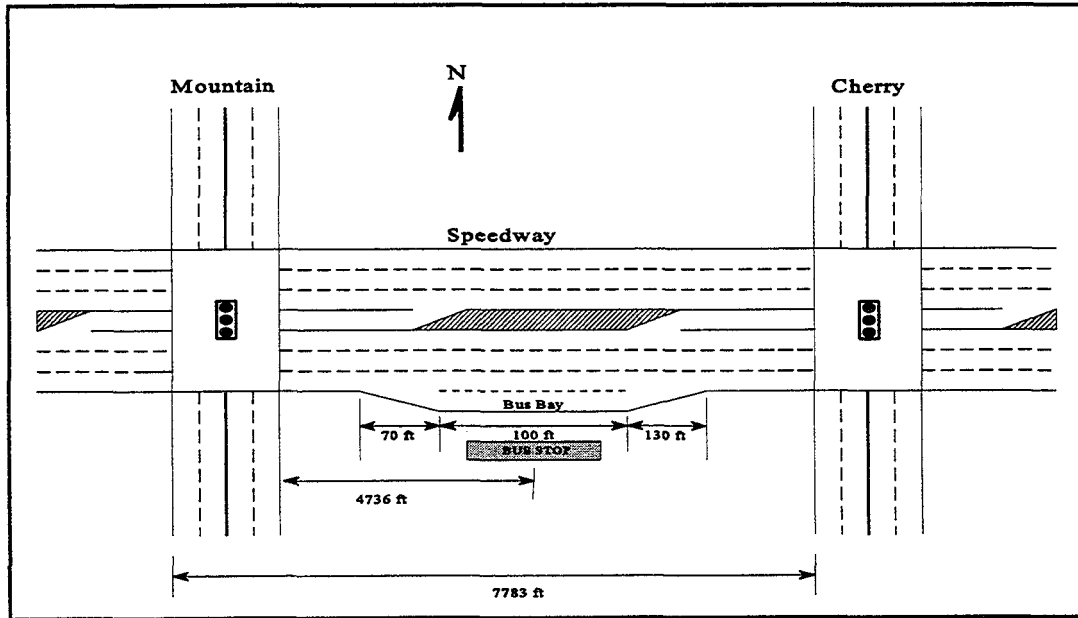 N
Mountain
Cherry
Speedway
Bus Bay
70 ft
100 ft
130 ft
BUS STOP
4736 ft
7783 ft